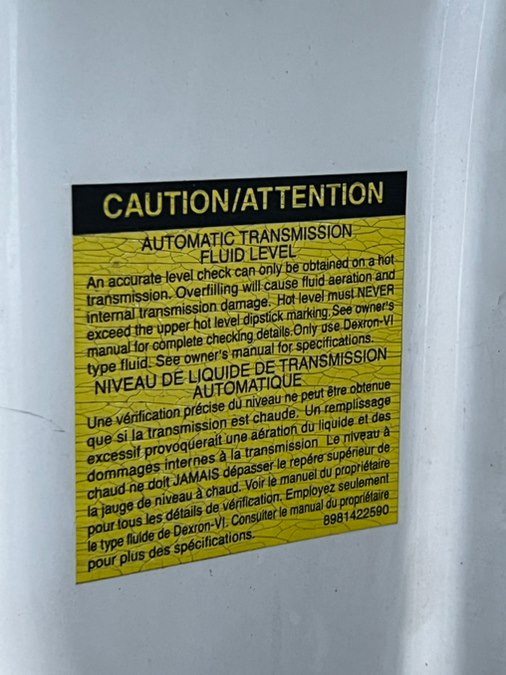 CAUTION/ATTENTION
AUTOMATIC TRANSMISSION
FLUID LEVEL
An accurate level check can only be obtained on a hot
transmission. Overfilling will cause fluid aeration and
internal transmission damage. Hot level must NEVER
exceed the upper hot level dipstick marking. See owner's
manual for complete checking details. Only use Dexron-VI
type fluid. See owner's manual for specifications.
NIVEAU DE LIQUIDE DE TRANSMISSION
AUTOMATIQUE
Une vérification précise du niveau ne peut être obtenue
que si la transmission est chaude. Un remplissage
excessif provoquerait une aération du liquide et des
dommages internes à la transmission. Le niveau à
chaud ne doit JAMAIS dépasser le repére supérieur de
la jauge de niveau à chaud. Voir le manuel du propriétaire
pour tous les détails de vérification. Employez seulement
le type fluide de Dexron-VI. Consulter le manuel du propriétaire
pour plus des spécifications.
8981422590